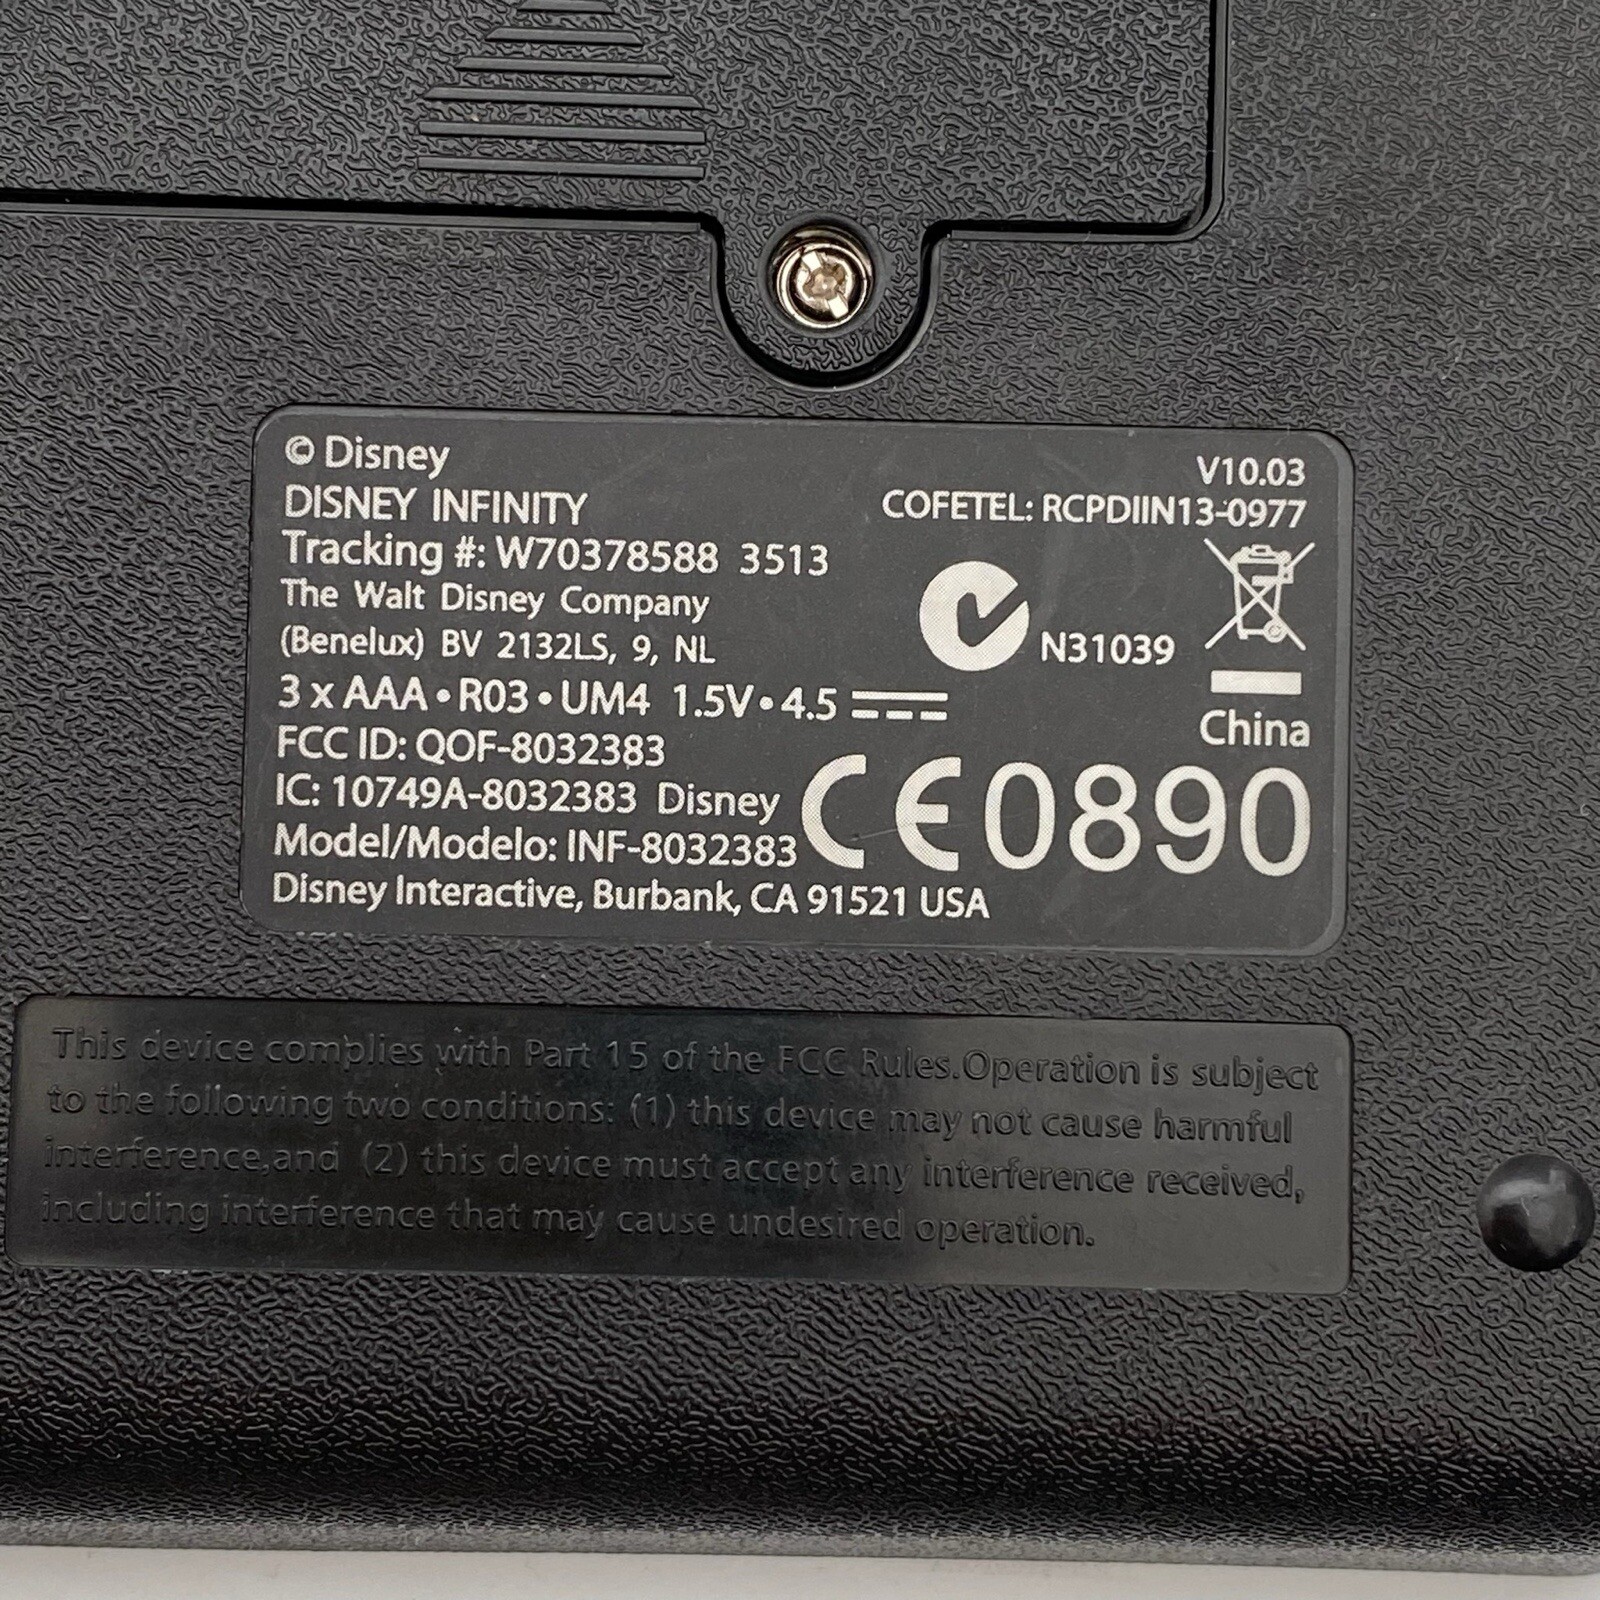 © Disney
V10.03
DISNEY INFINITY
COFETEL: RCPDIIN13-0977
Tracking #: W70378588 3513
The Walt Disney Company
(Benelux) BV 2132LS, 9, NL
N31039
3 x AAA • R03 • UM4 1.5V • 4.5
China
FCC ID: QOF-8032383
IC: 10749A-8032383 Disney
CE0890
Model/Modelo: INF-8032383
Disney Interactive, Burbank, CA 91521 USA
This device complies with Part 15 of the FCC Rules.Operation is subject
to the following two conditions: (1) this device may not cause harmful
interference,and (2) this device must accept any interference received,
including interference that may cause undesired operation.